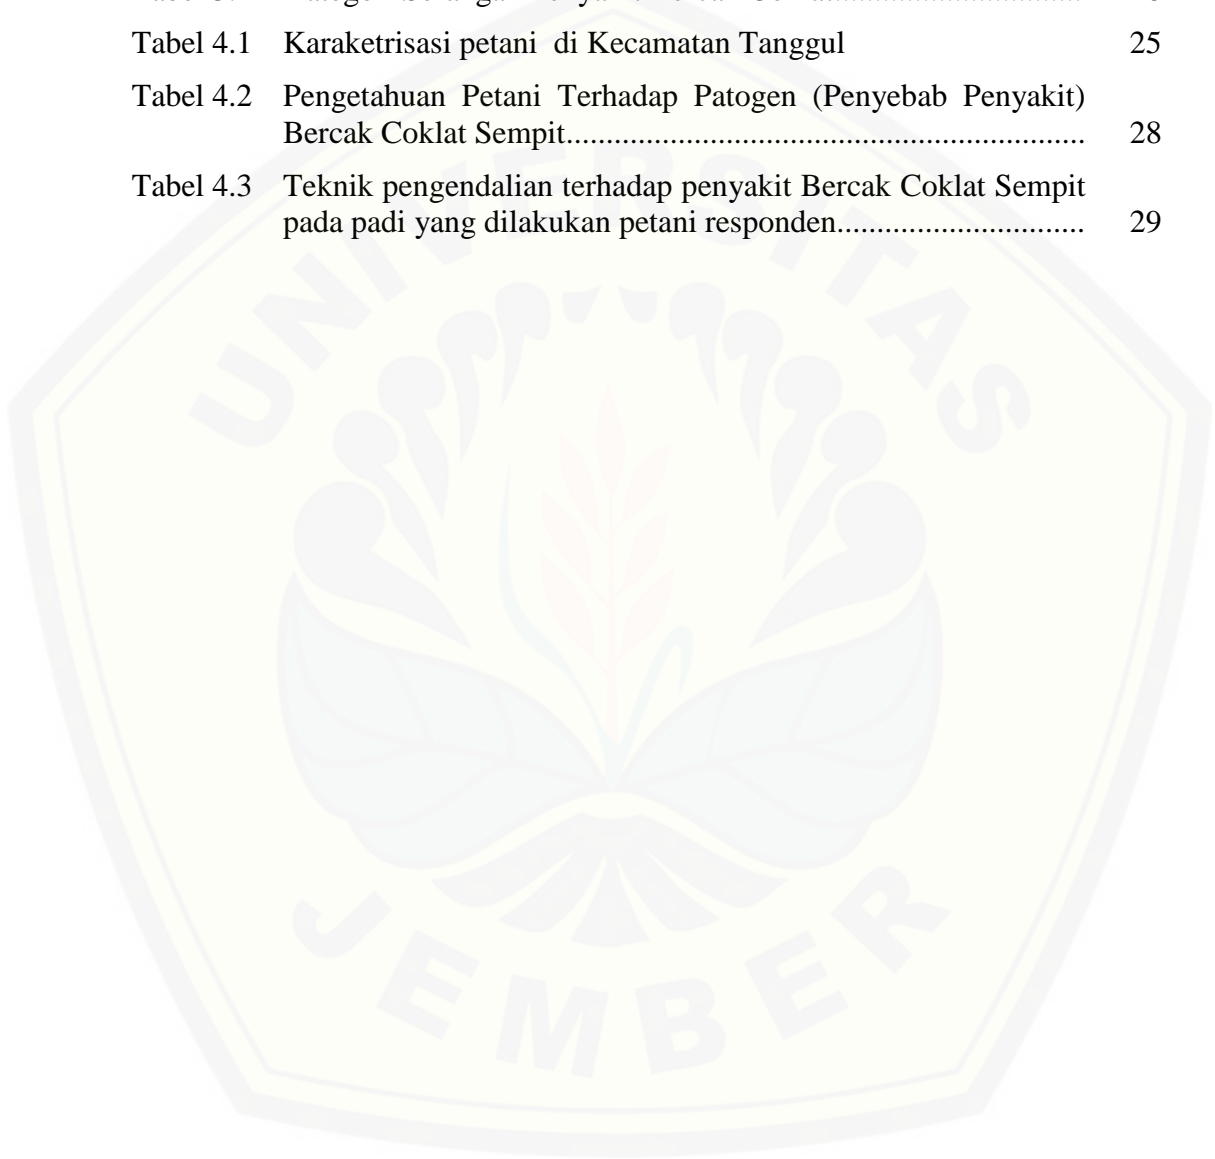 Tabel 4.1 Karaketrisasi petani di Kecamatan Tanggul 25
Tabel 4.2 Pengetahuan Petani Terhadap Patogen (Penyebab Penyakit)
Bercak Coklat Sempit................................................................. 28
Tabel 4.3 Teknik pengendalian terhadap penyakit Bercak Coklat Sempit
pada padi yang dilakukan petani responden............................... 29
UNIVERSITAS
JEMBER